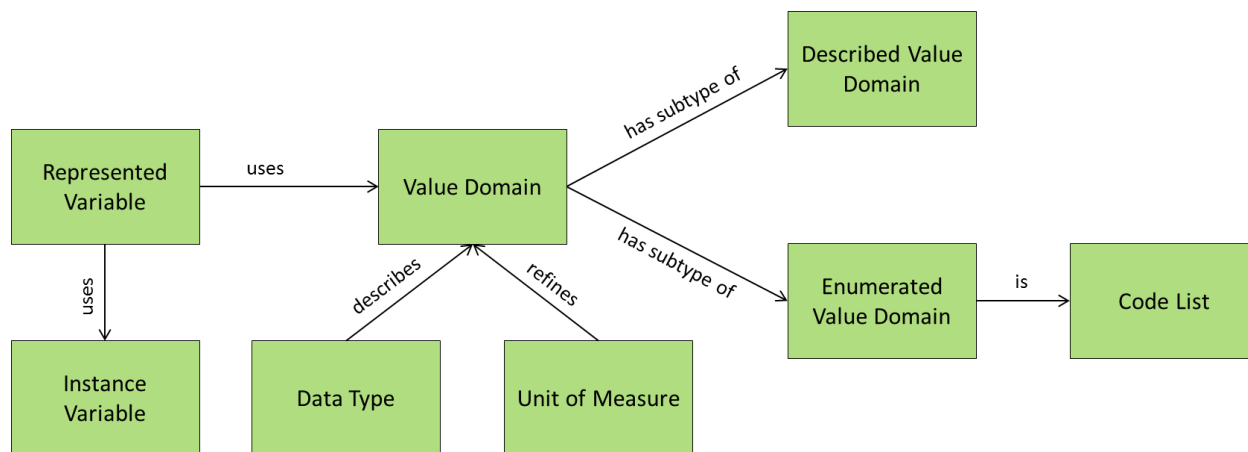 Described Value
Domain
has subtype of
Represented
Variable
uses
Value Domain
has subtype of
uses
describes
refines
Enumerated
Value Domain
is
Code List
Instance
Variable
Data Type
Unit of Measure